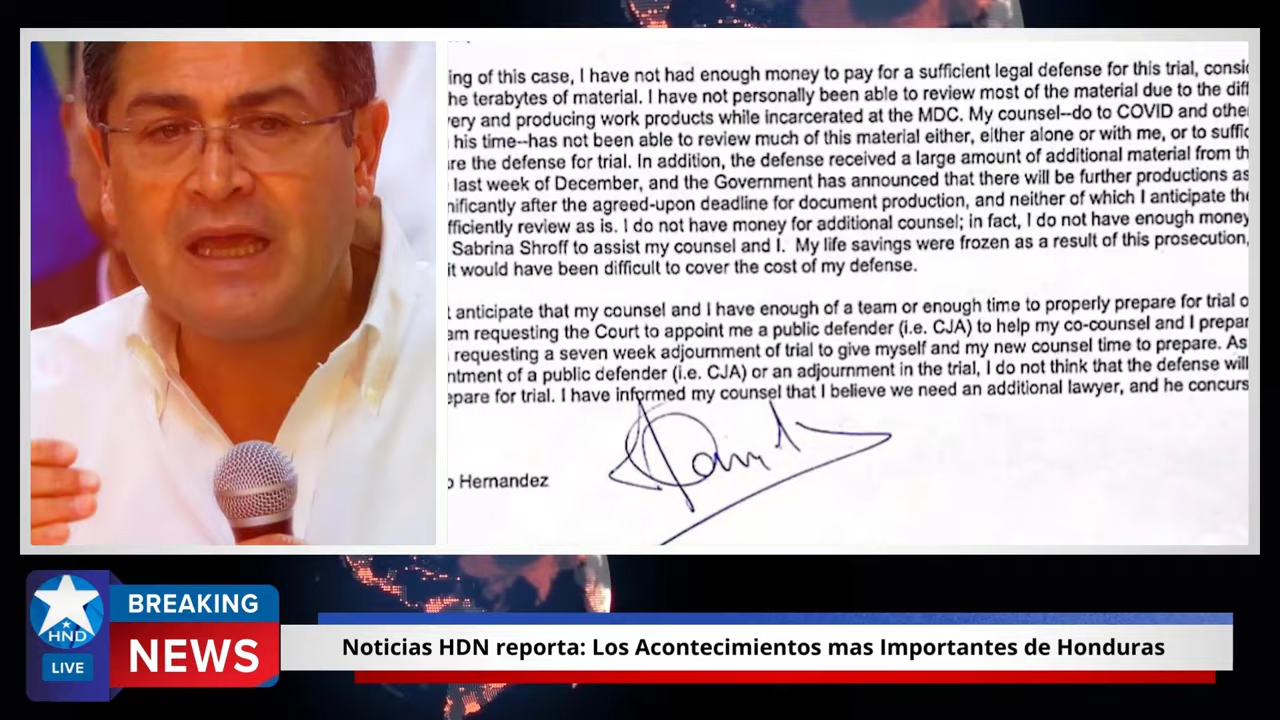 ing of this case, I have not had enough money to pay for a sufficient legal defense for this trial, consid
he terabytes of material. I have not personally been able to review most of the material due to the diff
very and producing work products while incarcerated at the MDC. My counsel--do to COVID and othe
his time--has not been able to review much of this material either, either alone or with me, or to suffic
re the defense for trial. In addition, the defense received a large amount of additional material from th
last week of December, and the Government has announced that there will be further productions as
nificantly after the agreed-upon deadline for document production, and neither of which I anticipate the
fficiently review as is. I do not have money for additional counsel; in fact, I do not have enough money
Sabrina Shroff to assist my counsel and I. My life savings were frozen as a result of this prosecution,
it would have been difficult to cover the cost of my defense.
t anticipate that my counsel and I have enough of a team or enough time to properly prepare for trial o
am requesting the Court to appoint me a public defender (i.e. CJA) to help my co-counsel and I prepar
requesting a seven week adjournment of trial to give myself and my new counsel time to prepare. As
ntment of a public defender (i.e. CJA) or an adjournment in the trial, I do not think that the defense will
epare for trial. I have informed my counsel that I believe we need an additional lawyer, and he concurs
o Hernandez
HND
LIVE
BREAKING
NEWS
Noticias HDN reporta: Los Acontecimientos mas Importantes de Honduras